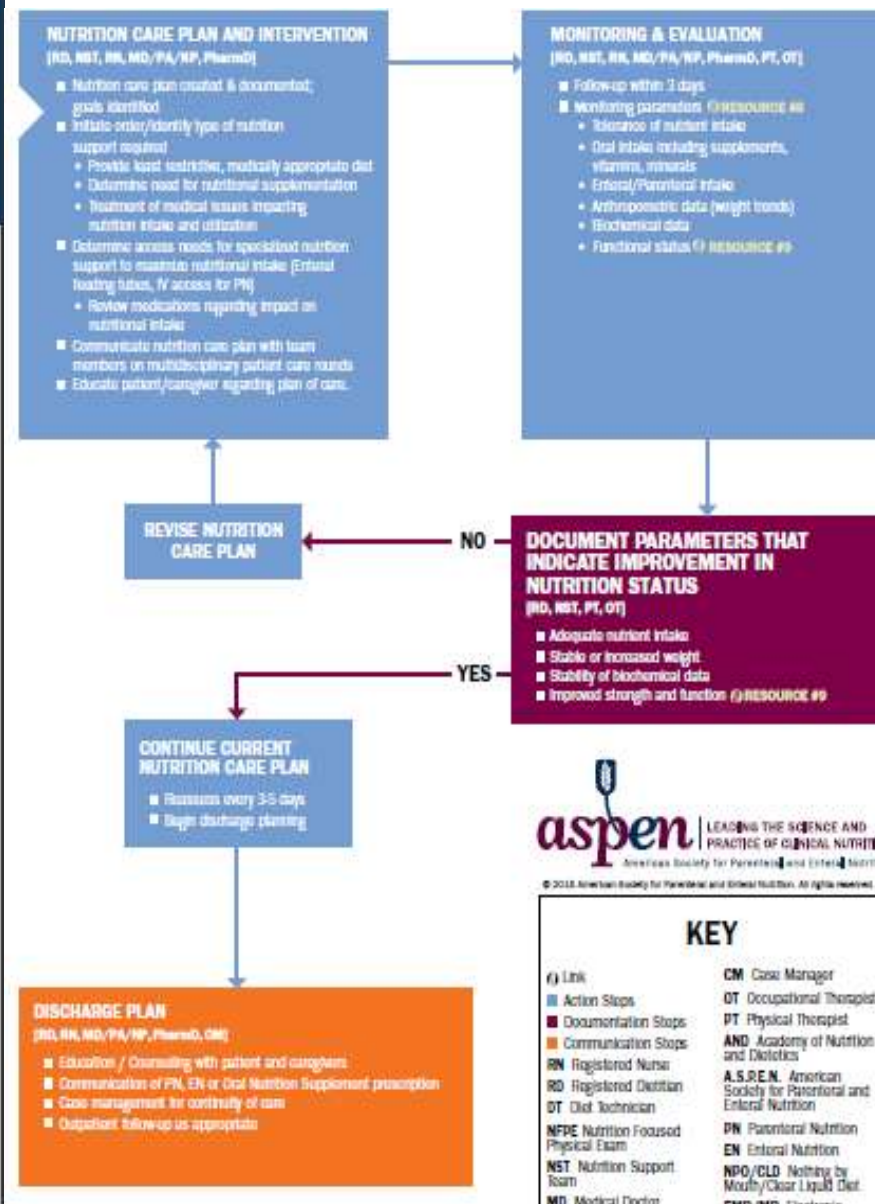 NUTRITION CARE PLAN AND INTERVENTION
[RD, NST, RN, MD/PA/NP, PharmD]
Nutrition care plan created & documented;
goals identified
Initiate order/identify type of nutrition
support required
Provide least restrictive, medically appropriate diet
Determine need for nutritional supplementation
Treatment of medical issues impacting
nutrition intake and utilization
Determine access needs for specialized nutrition
support to maximize nutritional intake (Enteral
feeding tubes, IV access for PN)
Review medications regarding impact on
nutritional intake
Communicate nutrition care plan with team
members on multidisciplinary patient care rounds
Educate patient/caregiver regarding plan of care.
MONITORING & EVALUATION
[RD, NST, RN, MD/PA/NP, PharmD, PT, OT]
Follow-up within 3 days
Monitoring parameters RESOURCE
Tolerance of nutrient intake
Oral intake including supplements,
vitamins, minerals
Enteral/Parenteral intake
Anthropometric data (weight trends)
Biochemical data
Functional status RESOURCE #9
REVISE NUTRITION
CARE PLAN
NO
DOCUMENT PARAMETERS THAT
INDICATE IMPROVEMENT IN
NUTRITION STATUS
[RD, NST, PT, OT]
Adequate nutrient intake
Stable or increased weight
Stability of biochemical data
Improved strength and function RESOURCE #9
YES
CONTINUE CURRENT
NUTRITION CARE PLAN
Reassess every 3-5 days
Begin discharge planning
DISCHARGE PLAN
[RD, RN, MD/PA/NP, PharmD, CM]
Education / Counseling with patient and caregivers
Communication of PN, EN or Oral Nutrition Supplement prescription
Case management for continuity of care
Outpatient follow-up as appropriate
aspen
LEADING THE SCIENCE AND
PRACTICE OF CLINICAL NUTRIT
American Society for Parenteral and Enteral Nutrit
American Society for Parenteral and Enteral Nutrition. All rights reserved.
KEY
Link
Action Steps
Documentation Steps
Communication Steps
RN Registered Nurse
RD Registered Dietitian
DT Diet Technician
NFPE Nutrition Focused
Physical Exam
NST Nutrition Support
Team
MD Medical Doctor
CM Case Manager
OT Occupational Therapist
PT Physical Therapist
AND Academy of Nutrition
and Dietetics
A.S.P.E.N. American
Society for Parenteral and
Enteral Nutrition
PN Parenteral Nutrition
EN Enteral Nutrition
NPO/CLD Nothing by
Mouth/Clear Liquid Diet